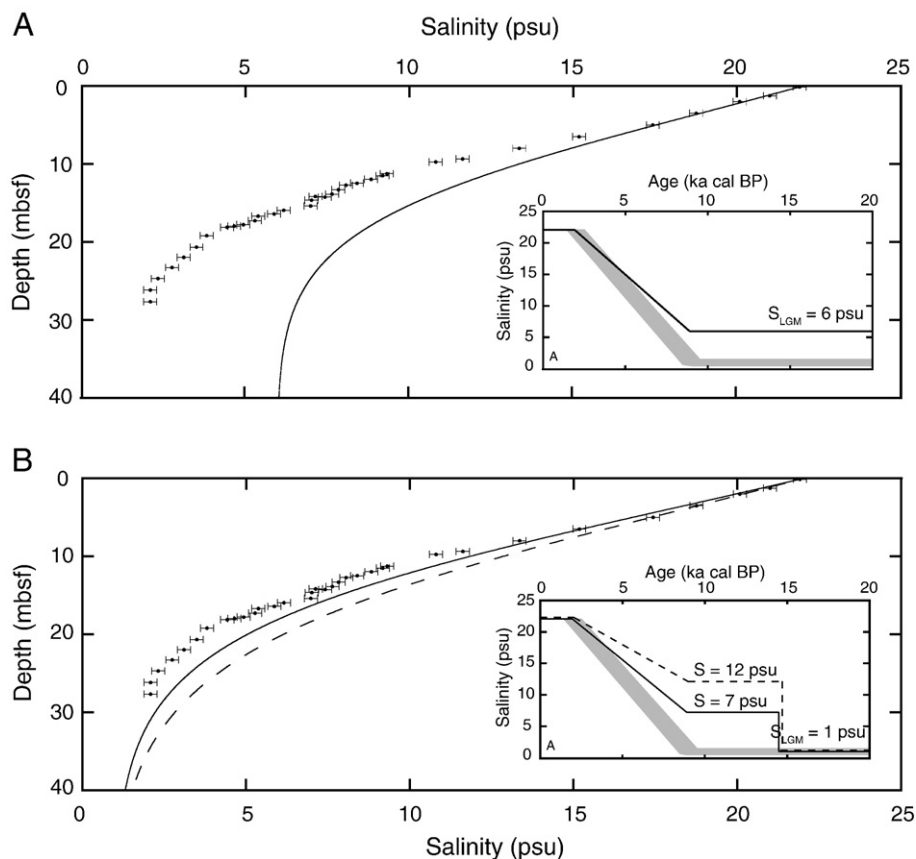 A
Salinity (psu)
0 5 10 15 20 25
Depth (mbsf)
0
10
20
30
40
Age (ka cal BP)
0 5 10 15 20
Salinity (psu)
25
20
15
10
5
0
S_LGM = 6 psu
A
B
Depth (mbsf)
0
10
20
30
40
Age (ka cal BP)
0 5 10 15 20
Salinity (psu)
25
20
15
10
5
0
S = 12 psu
S = 7 psu
S_LGM = 1 psu
A
0 5 10 15 20 25
Salinity (psu)